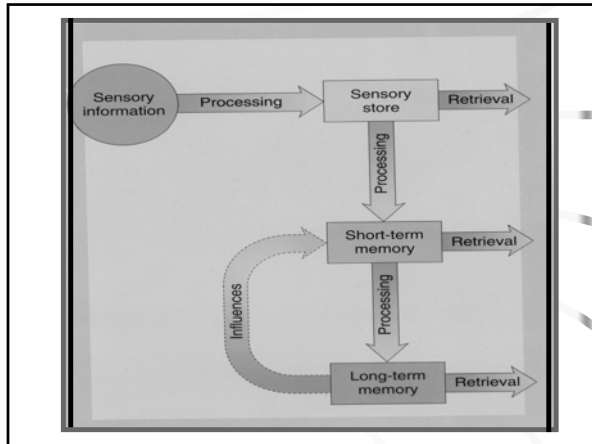 Sensory
information
Processing
Sensory
store
Retrieval
Processing
Short-term
memory
Retrieval
Influences
Processing
Long-term
memory
Retrieval